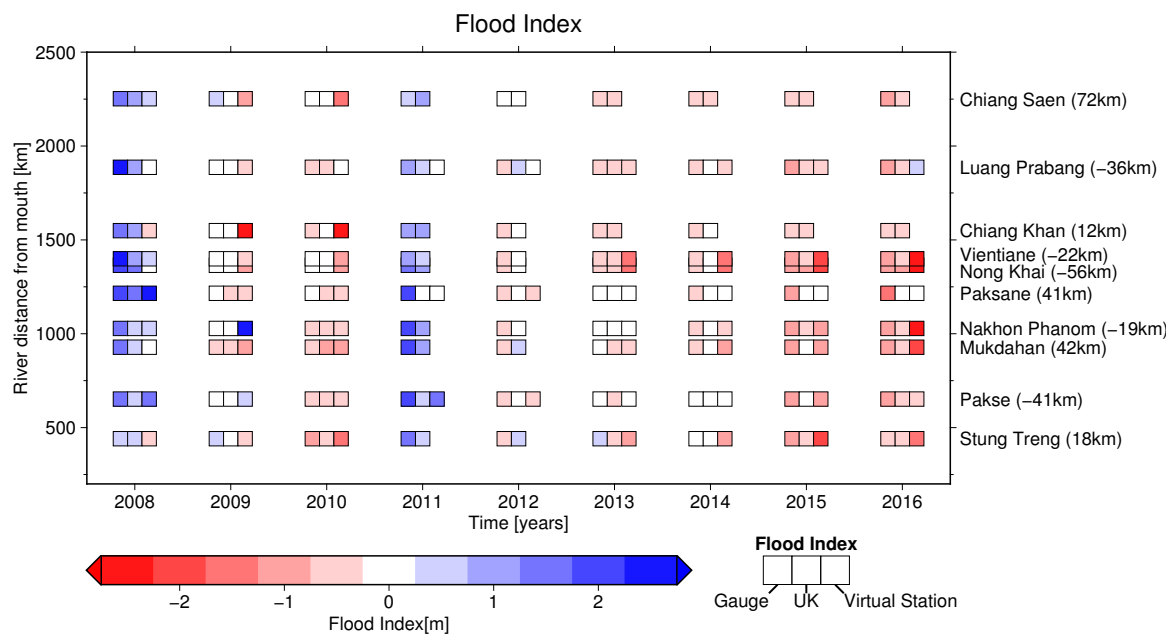 Flood Index
2500
2000
1500
1000
500
River distance from mouth [km]
Chiang Saen (72km)
Luang Prabang (−36km)
Chiang Khan (12km)
Vientiane (−22km)
Nong Khai (−56km)
Paksane (41km)
Nakhon Phanom (−19km)
Mukdahan (42km)
Pakse (−41km)
Stung Treng (18km)
2008 2009 2010 2011 2012 2013 2014 2015 2016
Time [years]
−2 −1 0 1 2
Flood Index[m]
Flood Index
Gauge UK Virtual Station